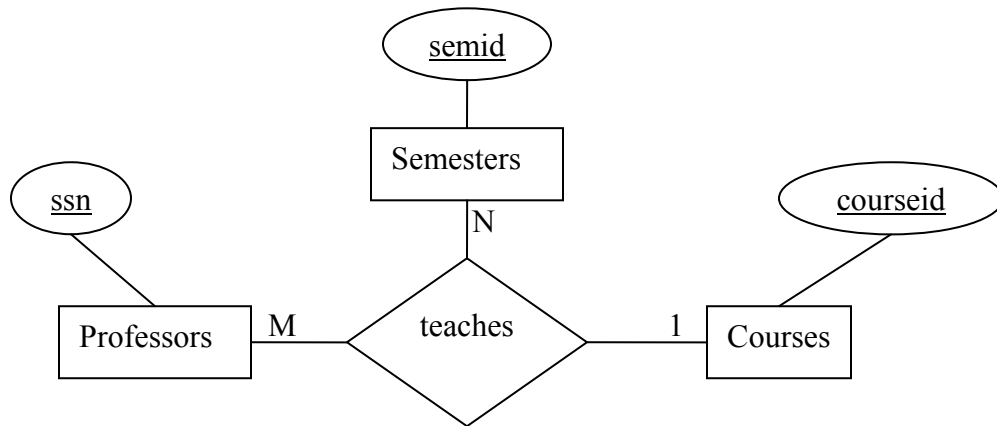 semid
Semesters
ssn
courseid
N
Professors
M
teaches
1
Courses